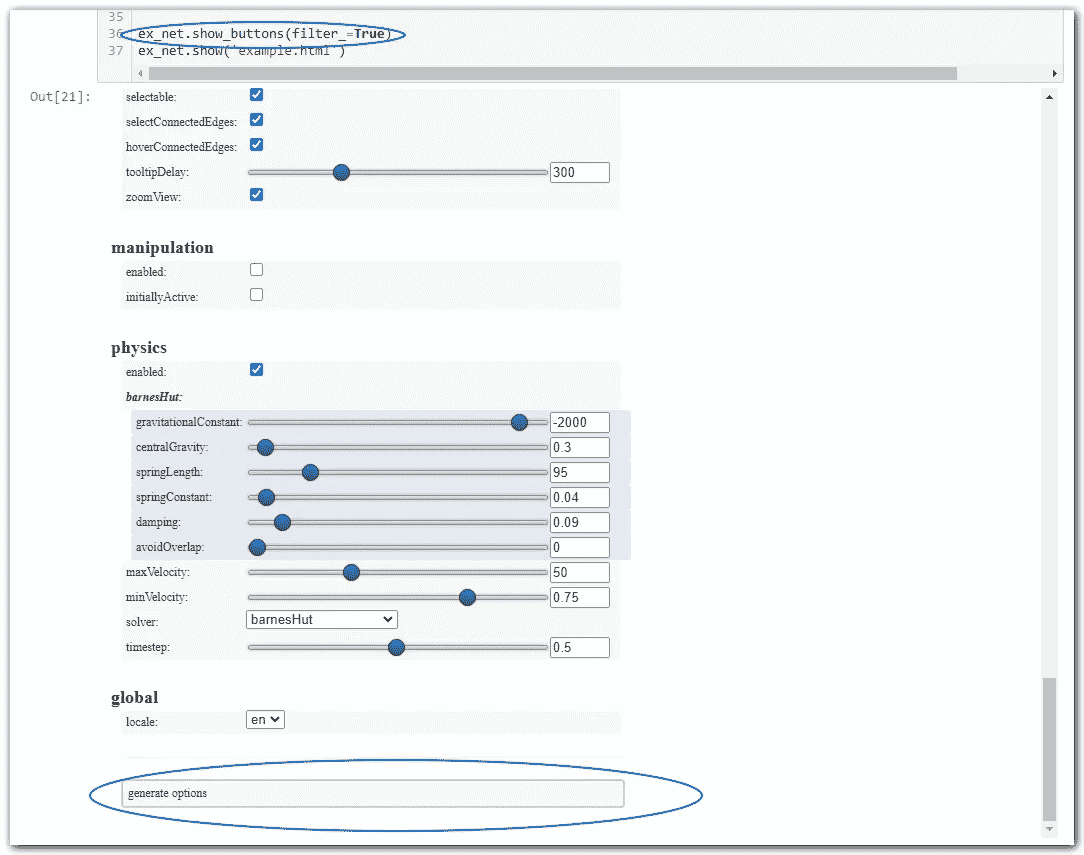 35
36 ex_net.show_buttons(filter_=True)
37 ex_net.show('example.html')
Out[21]:
selectable:
selectConnectedEdges:
hoverConnectedEdges:
tooltipDelay: 300
zoomView:
manipulation
enabled:
initiallyActive:
physics
enabled:
barnesHut:
gravitationalConstant: -2000
centralGravity: 0.3
springLength: 95
springConstant: 0.04
damping: 0.09
avoidOverlap: 0
maxVelocity: 50
minVelocity: 0.75
solver: barnesHut
timestep: 0.5
global
locale: en
generate options